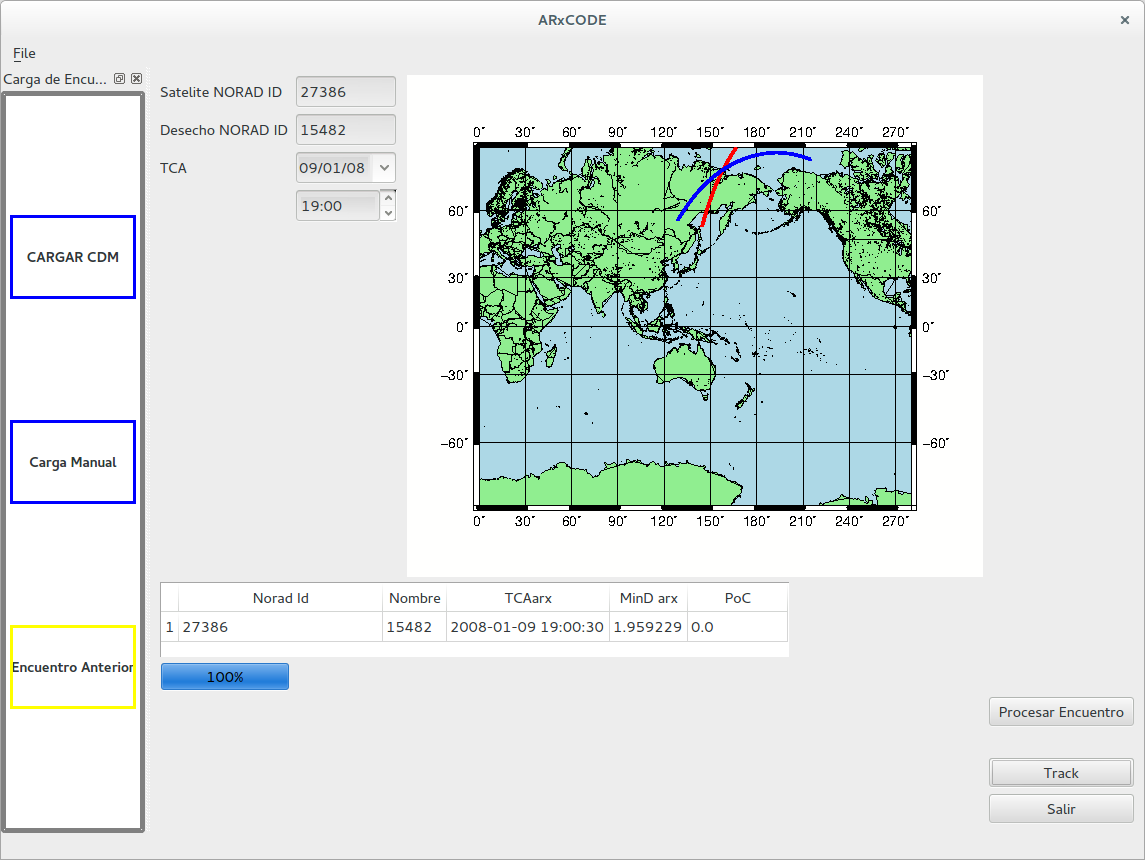 ARxCODE
File
Carga de Encu...
CARGAR CDM
Carga Manual
Encuentro Anterior
Satelite NORAD ID 27386
Desecho NORAD ID 15482
TCA 09/01/08
19:00
0° 30° 60° 90° 120° 150° 180° 210° 240° 270°
60° 60°
30° 30°
0° 0°
−30° −30°
−60° −60°
0° 30° 60° 90° 120° 150° 180° 210° 240° 270°
Norad Id Nombre TCAarx MinD arx PoC
1 27386 15482 2008-01-09 19:00:30 1.959229 0.0
100%
Procesar Encuentro
Track
Salir